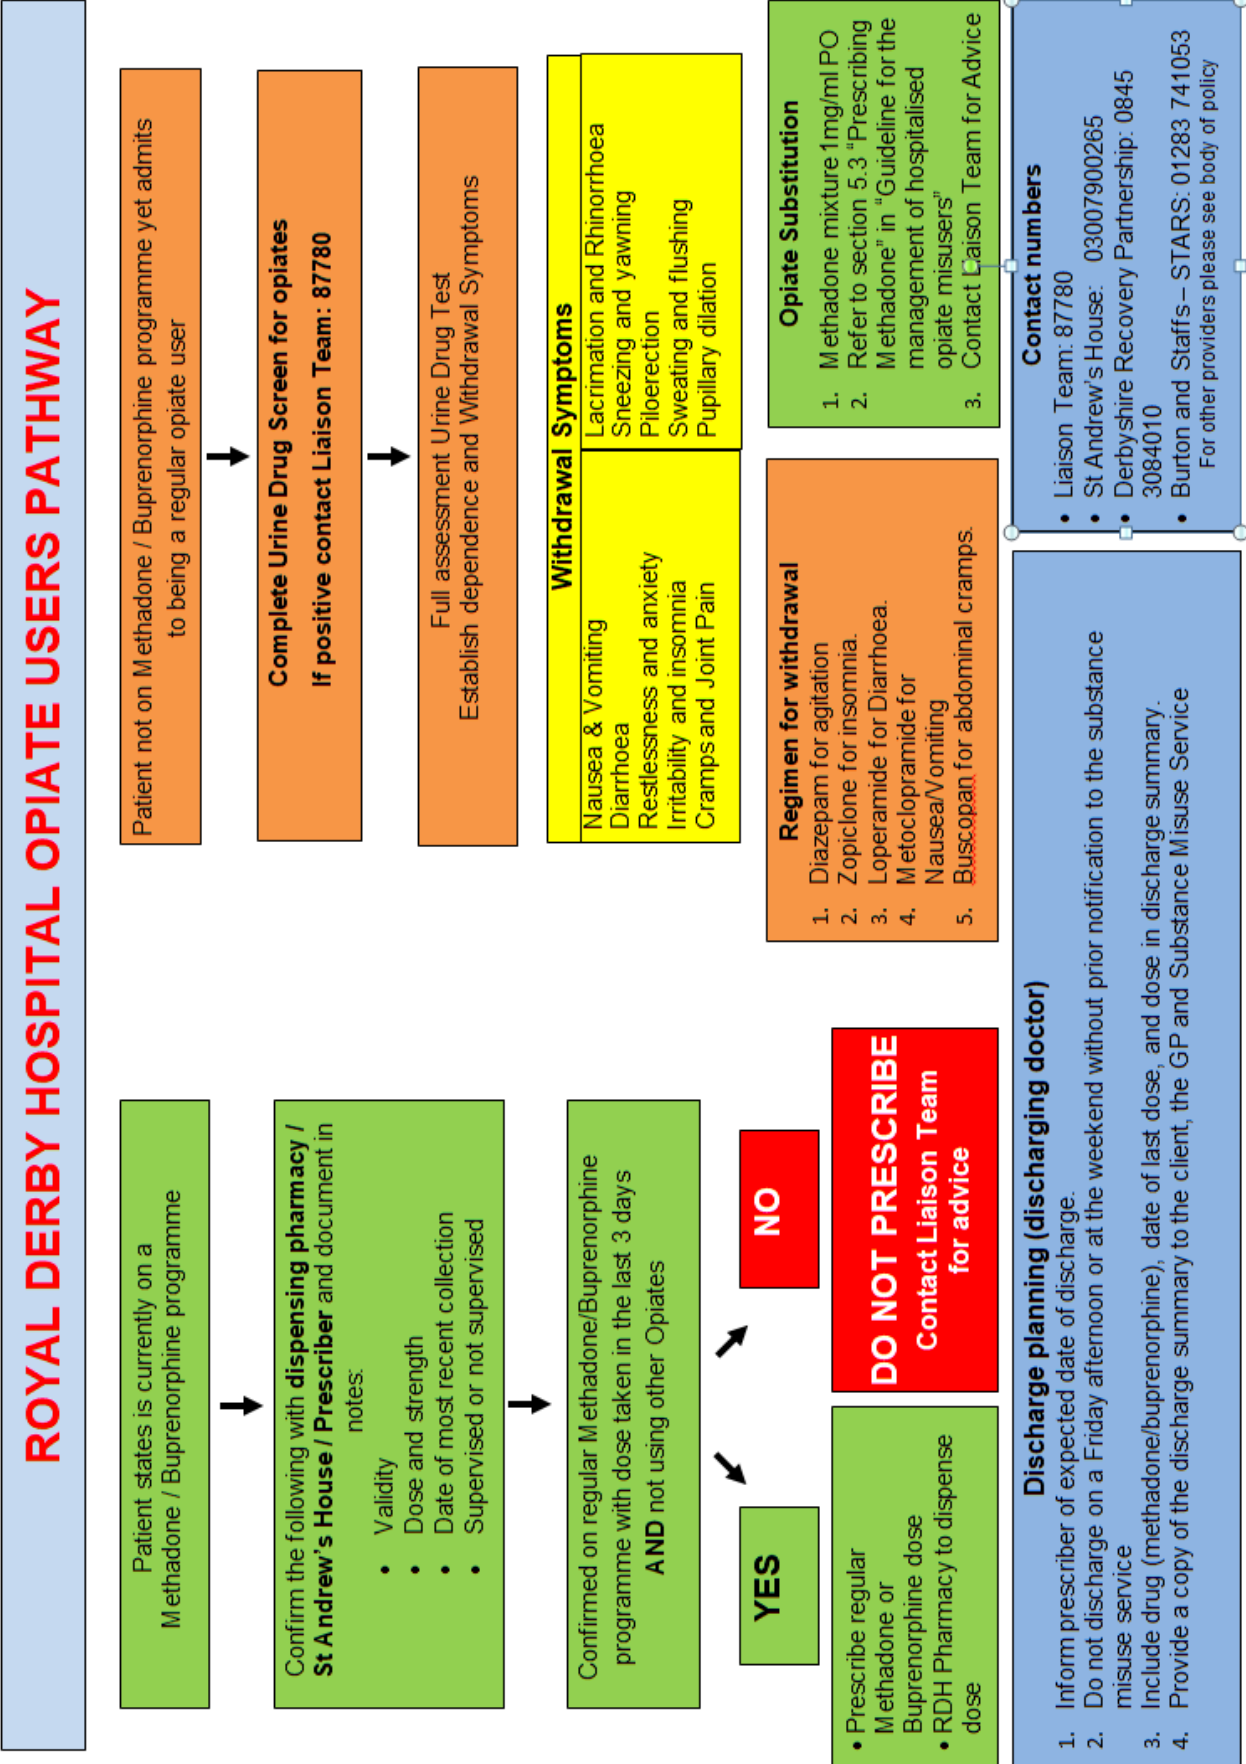 ROYAL DERBY HOSPITAL OPIATE USERS PATHWAY
Patient states is currently on a
Methadone / Buprenorphine programme
Confirm the following with dispensing pharmacy /
St Andrew's House / Prescriber and document in
notes:
• Validity
• Dose and strength
• Date of most recent collection
• Supervised or not supervised
Confirmed on regular Methadone/Buprenorphine
programme with dose taken in the last 3 days
AND not using other Opiates
YES
NO
• Prescribe regular
Methadone or
Buprenorphine dose
• RDH Pharmacy to dispense
dose
DO NOT PRESCRIBE
Contact Liaison Team
for advice
Patient not on Methadone / Buprenorphine programme yet admits
to being a regular opiate user
Complete Urine Drug Screen for opiates
If positive contact Liaison Team: 87780
Full assessment Urine Drug Test
Establish dependence and Withdrawal Symptoms
Withdrawal Symptoms
Nausea & Vomiting
Diarrhoea
Restlessness and anxiety
Irritability and insomnia
Cramps and Joint Pain
Lacrimation and Rhinorrhoea
Sneezing and yawning
Piloerection
Sweating and flushing
Pupillary dilation
Regimen for withdrawal
1. Diazepam for agitation
2. Zopiclone for insomnia.
3. Loperamide for Diarrhoea.
4. Metoclopramide for
Nausea/Vomiting
5. Buscopan for abdominal cramps.
Opiate Substitution
1. Methadone mixture 1mg/ml PO
2. Refer to section 5.3 “Prescribing
Methadone” in “Guideline for the
management of hospitalised
opiate misusers”
3. Contact Liaison Team for Advice
Discharge planning (discharging doctor)
1. Inform prescriber of expected date of discharge.
2. Do not discharge on a Friday afternoon or at the weekend without prior notification to the substance
misuse service
3. Include drug (methadone/buprenorphine), date of last dose, and dose in discharge summary.
4. Provide a copy of the discharge summary to the client, the GP and Substance Misuse Service
Contact numbers
• Liaison Team: 87780
• St Andrew's House: 03007900265
• Derbyshire Recovery Partnership: 0845
3084010
• Burton and Staffs – STARS: 01283 741053
For other providers please see body of policy